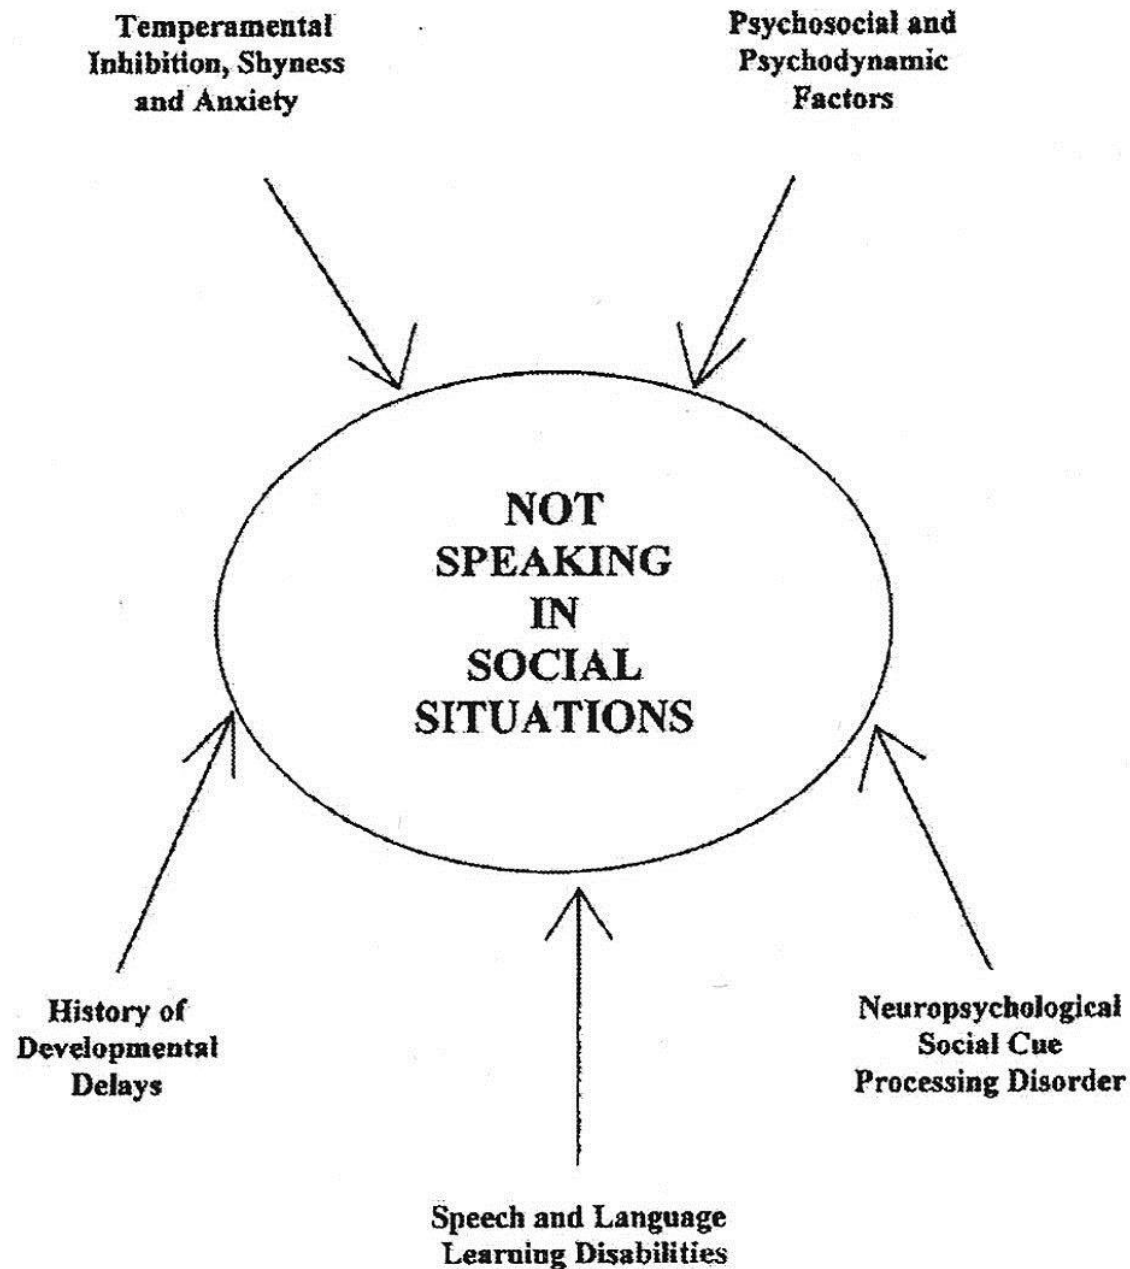 Temperamental
Inhibition, Shyness
and Anxiety
Psychosocial and
Psychodynamic
Factors
NOT
SPEAKING
IN
SOCIAL
SITUATIONS
History of
Developmental
Delays
Neuropsychological
Social Cue
Processing Disorder
Speech and Language
Learning Disabilities